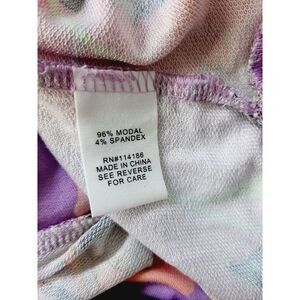 96% MODAL
4% SPANDEX
RN#114186
MADE IN CHINA
SEE REVERSE
FOR CARE